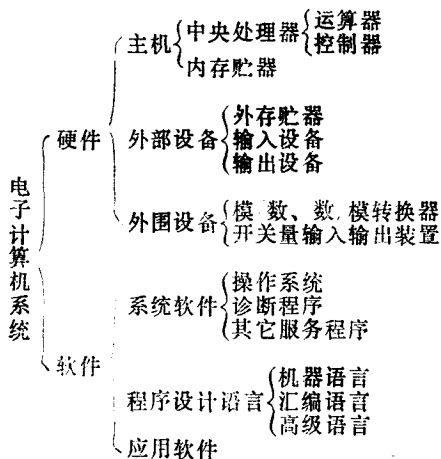 电子计算机系统
硬件
主机
中央处理器
运算器
控制器
内存贮器
外部设备
外存贮器
输入设备
输出设备
外围设备
模 数、数 模转换器
开关量输入输出装置
软件
系统软件
操作系统
诊断程序
其它服务程序
程序设计语言
机器语言
汇编语言
高级语言
应用软件